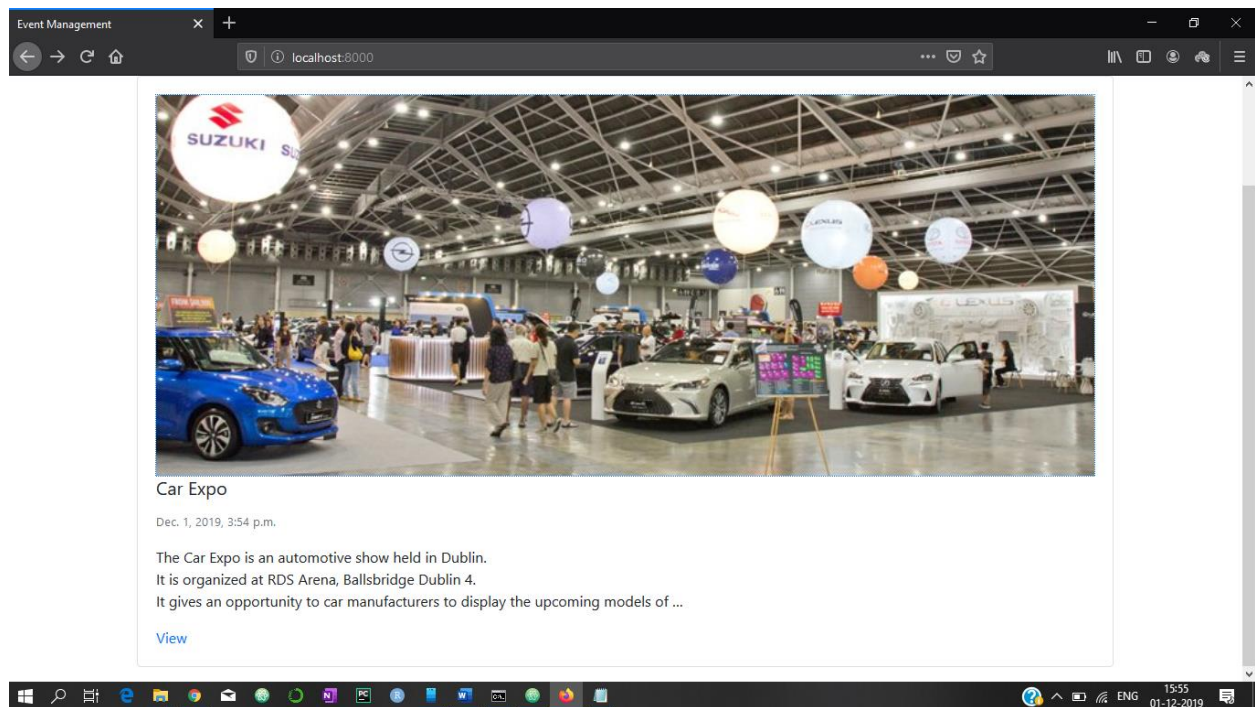 Event Management
localhost:8000
SUZUKI
LEXUS
LEXUS
Car Expo
Dec. 1, 2019, 3:54 p.m.
The Car Expo is an automotive show held in Dublin.
It is organized at RDS Arena, Ballsbridge Dublin 4.
It gives an opportunity to car manufacturers to display the upcoming models of ...
View
ENG
15:55
01-12-2019